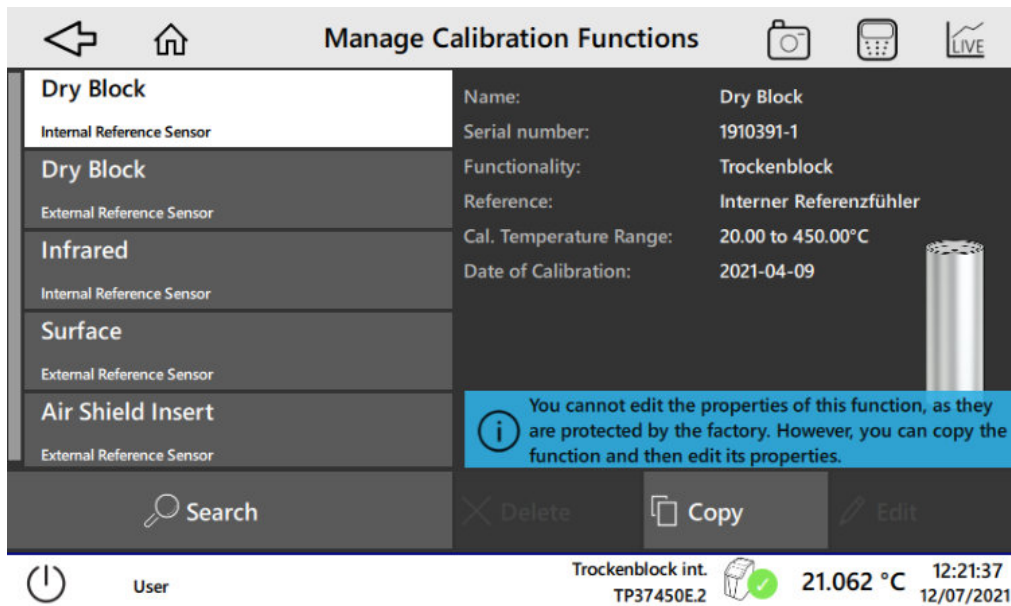 Manage Calibration Functions
LIVE
Dry Block
Internal Reference Sensor
Dry Block
External Reference Sensor
Infrared
Internal Reference Sensor
Surface
External Reference Sensor
Air Shield Insert
External Reference Sensor
Name: Dry Block
Serial number: 1910391-1
Functionality: Trockenblock
Reference: Interner Referenzfühler
Cal. Temperature Range: 20.00 to 450.00°C
Date of Calibration: 2021-04-09
You cannot edit the properties of this function, as they
are protected by the factory. However, you can copy the
function and then edit its properties.
Search
Delete
Copy
Edit
User
Trockenblock int.
TP37450E.2
21.062 °C
12:21:37
12/07/2021